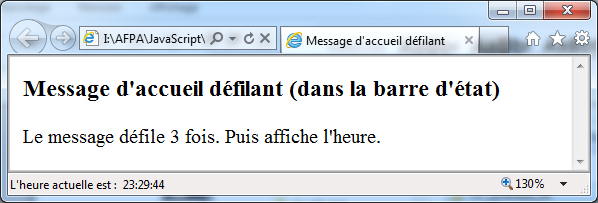 I:\AFPA\JavaScript\
Message d'accueil défilant
Message d'accueil défilant (dans la barre d'état)
Le message défile 3 fois. Puis affiche l'heure.
L'heure actuelle est : 23:29:44
130%